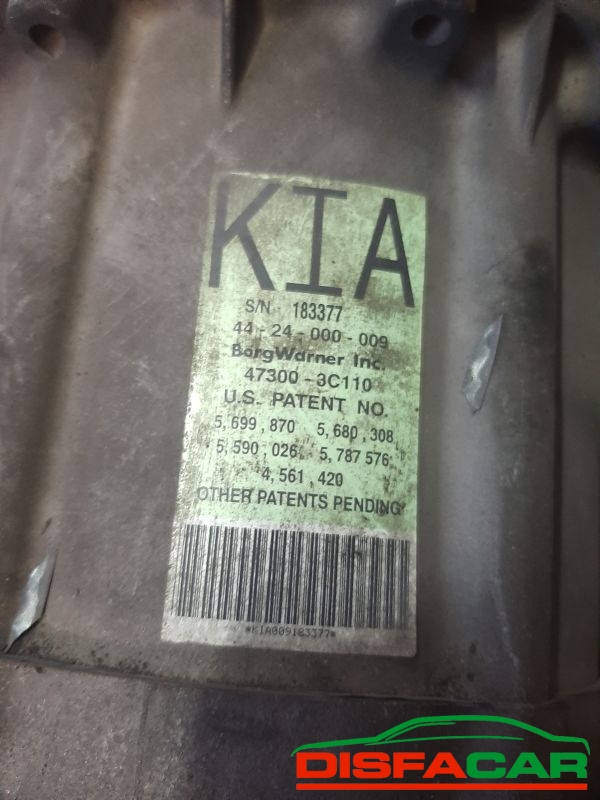 KIA
S/N 183377
44-24-000-009
BorgWarner Inc.
47300-3C110
U.S. PATENT NO.
5,699,870 5,680,308
5,590,026 5,787 576
4,561,420
OTHER PATENTS PENDING
*KIA009183377*
DISFACAR